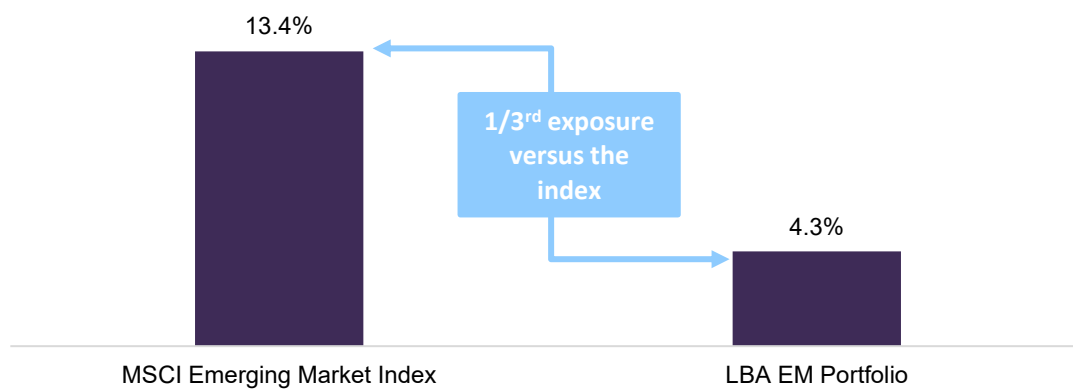 13.4%
1/3rd exposure
versus the
index
4.3%
MSCI Emerging Market Index
LBA EM Portfolio